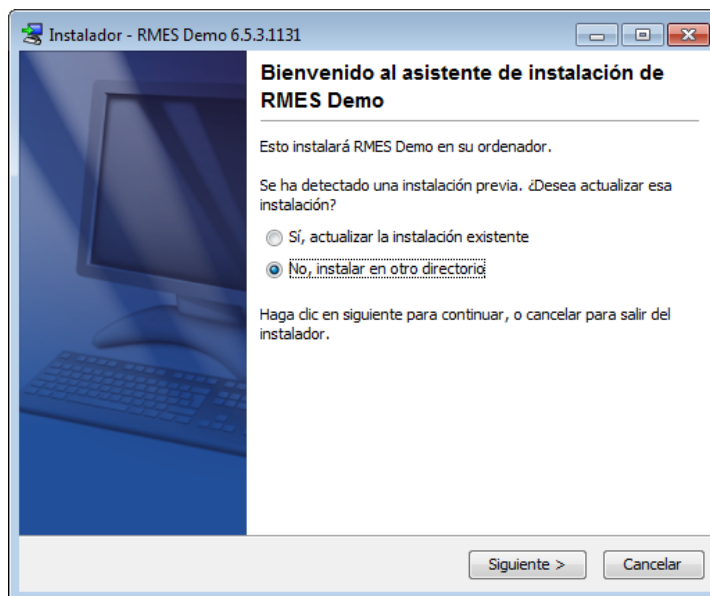 Instalador - RMES Demo 6.5.3.1131
Bienvenido al asistente de instalación de
RMES Demo
Esto instalará RMES Demo en su ordenador.
Se ha detectado una instalación previa. ¿Desea actualizar esa
instalación?
Sí, actualizar la instalación existente
No, instalar en otro directorio
Haga clic en siguiente para continuar, o cancelar para salir del
instalador.
Siguiente >
Cancelar